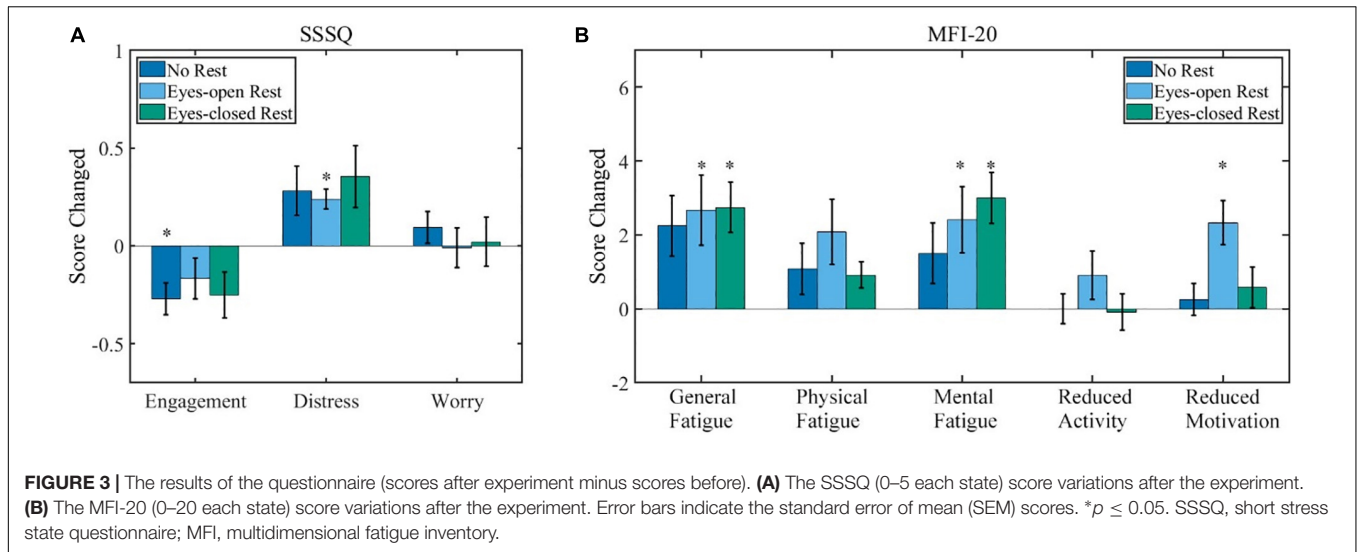 A
SSSQ
1
0.5
0
-0.5
Score Changed
No Rest
Eyes-open Rest
Eyes-closed Rest
*
*
Engagement
Distress
Worry
B
MFI-20
6
4
2
0
-2
Score Changed
No Rest
Eyes-open Rest
Eyes-closed Rest
* * * * *
General Fatigue
Physical Fatigue
Mental Fatigue
Reduced Activity
Reduced Motivation
FIGURE 3 | The results of the questionnaire (scores after experiment minus scores before). (A) The SSSQ (0–5 each state) score variations after the experiment.
(B) The MFI-20 (0–20 each state) score variations after the experiment. Error bars indicate the standard error of mean (SEM) scores. *p ≤ 0.05. SSSQ, short stress
state questionnaire; MFI, multidimensional fatigue inventory.